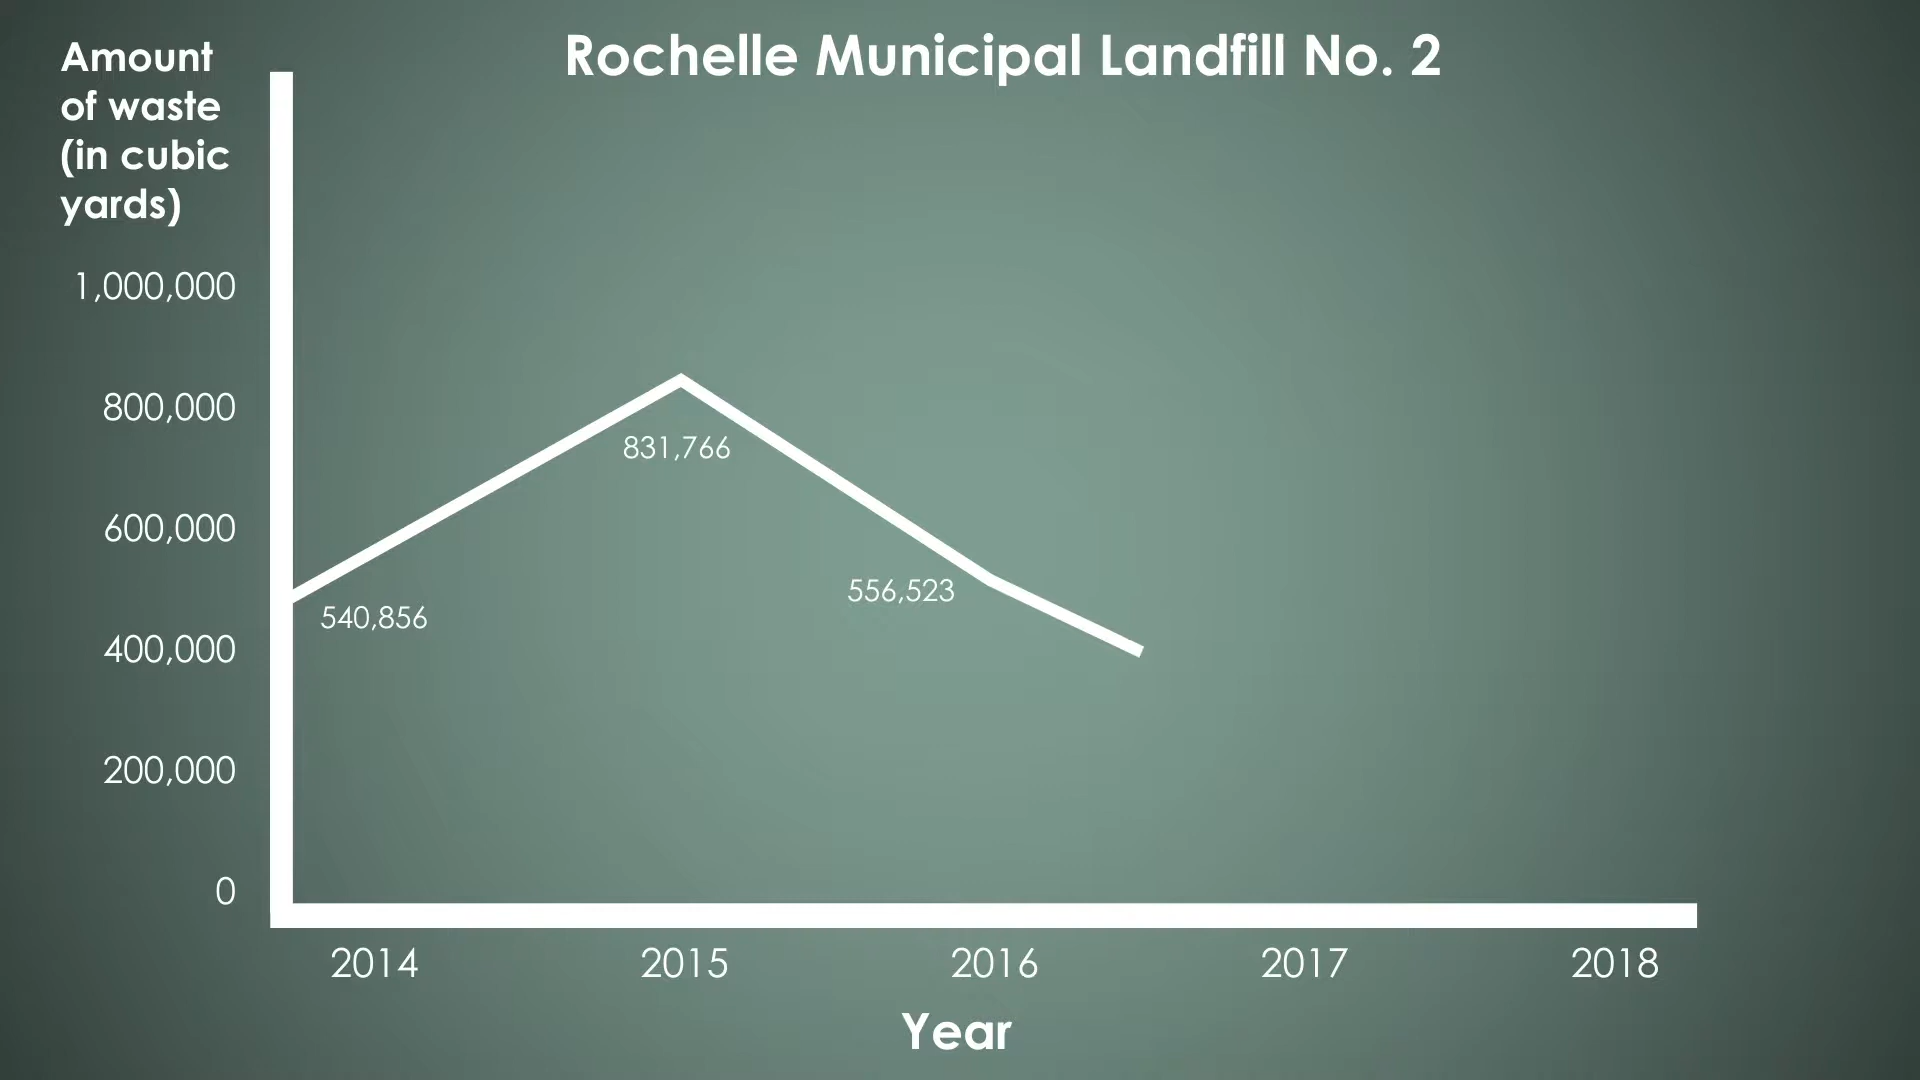 Rochelle Municipal Landfill No. 2
Amount
of waste
(in cubic
yards)
1,000,000
800,000
600,000
400,000
200,000
0
540,856
831,766
556,523
2014
2015
2016
2017
2018
Year